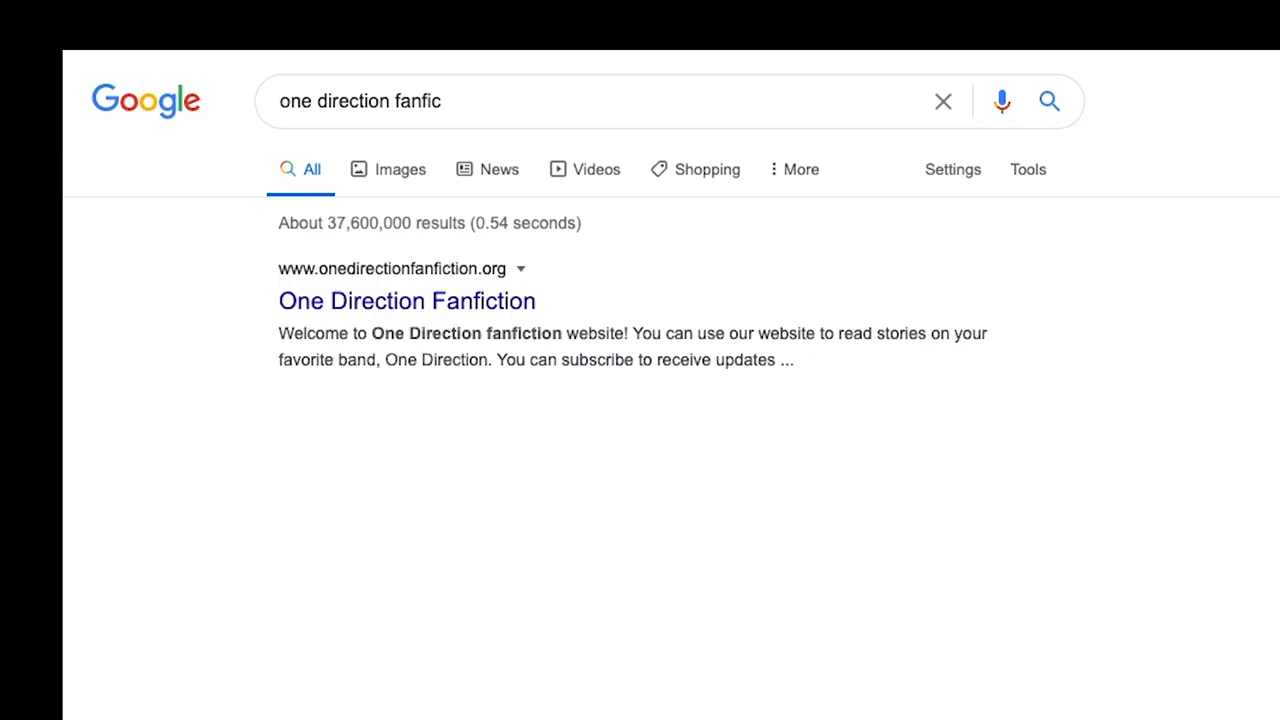 Google
one direction fanfic
All Images News Videos Shopping More Settings Tools
About 37,600,000 results (0.54 seconds)
www.onedirectionfanfiction.org
One Direction Fanfiction
Welcome to One Direction fanfiction website! You can use our website to read stories on your
favorite band, One Direction. You can subscribe to receive updates ...